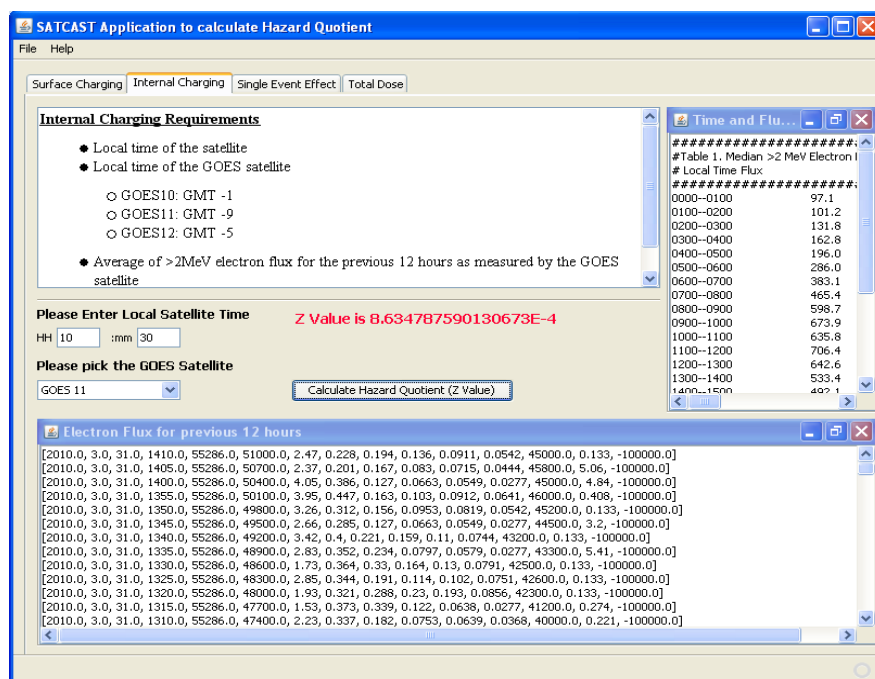 SATCAST Application to calculate Hazard Quotient
File Help
Surface Charging Internal Charging Single Event Effect Total Dose
Internal Charging Requirements
Local time of the satellite
Local time of the GOES satellite
GOES10: GMT -1
GOES11: GMT -9
GOES12: GMT -5
Average of >2MeV electron flux for the previous 12 hours as measured by the GOES
satellite
Time and Flu...
######################
#Table 1. Median >2 MeV Electron
# Local Time Flux
######################
0000--0100 97.1
0100--0200 101.2
0200--0300 131.8
0300--0400 162.8
0400--0500 196.0
0500--0600 286.0
0600--0700 383.1
0700--0800 465.4
0800--0900 598.7
0900--1000 673.9
1000--1100 635.8
1100--1200 706.4
1200--1300 642.6
1300--1400 533.4
1400--1500 492.1
Please Enter Local Satellite Time
HH 10 :mm 30
Z Value is 8.634787590130673E-4
Please pick the GOES Satellite
GOES 11
Calculate Hazard Quotient (Z Value)
Electron Flux for previous 12 hours
[2010.0, 3.0, 31.0, 1410.0, 55286.0, 51000.0, 2.47, 0.228, 0.194, 0.136, 0.0911, 0.0542, 45000.0, 0.133, -100000.0]
[2010.0, 3.0, 31.0, 1405.0, 55286.0, 50700.0, 2.37, 0.201, 0.167, 0.083, 0.0715, 0.0444, 45800.0, 5.06, -100000.0]
[2010.0, 3.0, 31.0, 1400.0, 55286.0, 50400.0, 4.05, 0.386, 0.127, 0.0663, 0.0549, 0.0277, 45000.0, 4.84, -100000.0]
[2010.0, 3.0, 31.0, 1355.0, 55286.0, 50100.0, 3.95, 0.447, 0.163, 0.103, 0.0912, 0.0641, 46000.0, 0.408, -100000.0]
[2010.0, 3.0, 31.0, 1350.0, 55286.0, 49800.0, 3.26, 0.312, 0.156, 0.0953, 0.0819, 0.0542, 45200.0, 0.133, -100000.0]
[2010.0, 3.0, 31.0, 1345.0, 55286.0, 49500.0, 2.66, 0.285, 0.127, 0.0663, 0.0549, 0.0277, 44500.0, 3.2, -100000.0]
[2010.0, 3.0, 31.0, 1340.0, 55286.0, 49200.0, 3.42, 0.4, 0.221, 0.159, 0.11, 0.0744, 43200.0, 0.133, -100000.0]
[2010.0, 3.0, 31.0, 1335.0, 55286.0, 48900.0, 2.83, 0.352, 0.234, 0.0797, 0.0579, 0.0277, 43300.0, 5.41, -100000.0]
[2010.0, 3.0, 31.0, 1330.0, 55286.0, 48600.0, 1.73, 0.364, 0.33, 0.164, 0.13, 0.0791, 42500.0, 0.133, -100000.0]
[2010.0, 3.0, 31.0, 1325.0, 55286.0, 48300.0, 2.85, 0.344, 0.191, 0.114, 0.102, 0.0751, 42600.0, 0.133, -100000.0]
[2010.0, 3.0, 31.0, 1320.0, 55286.0, 48000.0, 1.93, 0.321, 0.288, 0.23, 0.193, 0.0856, 42300.0, 0.133, -100000.0]
[2010.0, 3.0, 31.0, 1315.0, 55286.0, 47700.0, 1.53, 0.373, 0.339, 0.122, 0.0638, 0.0277, 41200.0, 0.274, -100000.0]
[2010.0, 3.0, 31.0, 1310.0, 55286.0, 47400.0, 2.23, 0.337, 0.182, 0.0753, 0.0639, 0.0368, 40000.0, 0.221, -100000.0]